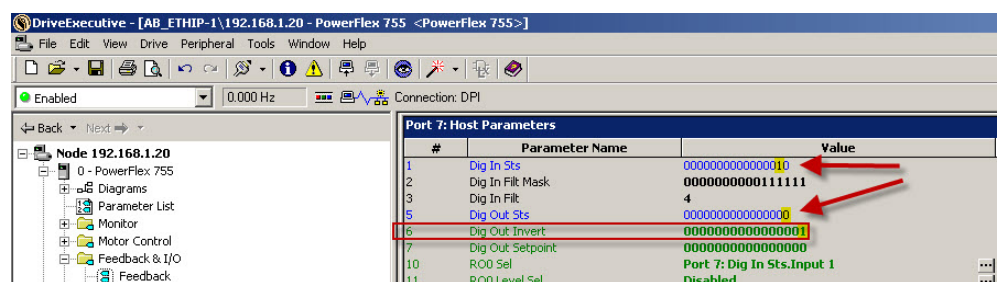 DriveExecutive - [AB_ETHIP-1\192.168.1.20 - PowerFlex 755 <PowerFlex 755>]
File Edit View Drive Peripheral Tools Window Help
Enabled 0.000 Hz Connection: DPI
Back Next
Node 192.168.1.20
0 - PowerFlex 755
Diagrams
Parameter List
Monitor
Motor Control
Feedback & I/O
Feedback
Port 7: Host Parameters
# Parameter Name Value
1 Dig In Sts 0000000000000010
2 Dig In Filt Mask 0000000000111111
3 Dig In Filt 4
5 Dig Out Sts 0000000000000000
6 Dig Out Invert 0000000000000001
7 Dig Out Setpoint 0000000000000000
10 RO0 Sel Port 7: Dig In Sts.Input 1 ...
11 RO0 Level Sel Disabled ...